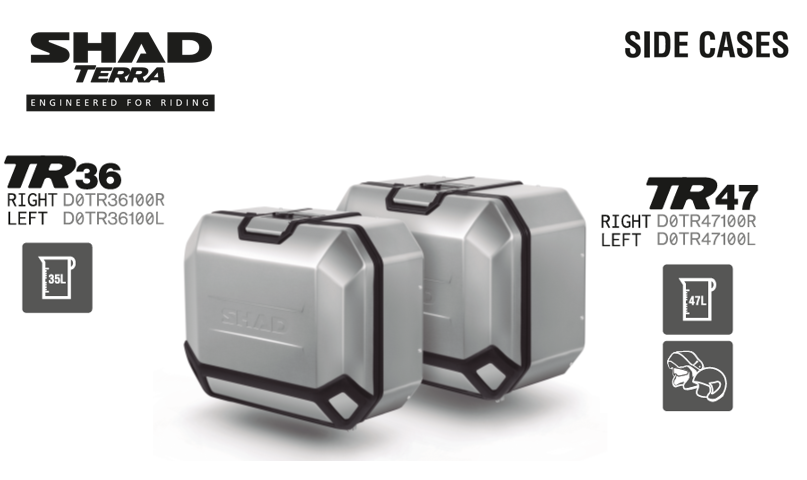 SHAD
TERRA
ENGINEERED FOR RIDING
SIDE CASES
TR36
RIGHT D0TR36100R
LEFT D0TR36100L
35L
TR47
RIGHT D0TR47100R
LEFT D0TR47100L
47L
SHAD